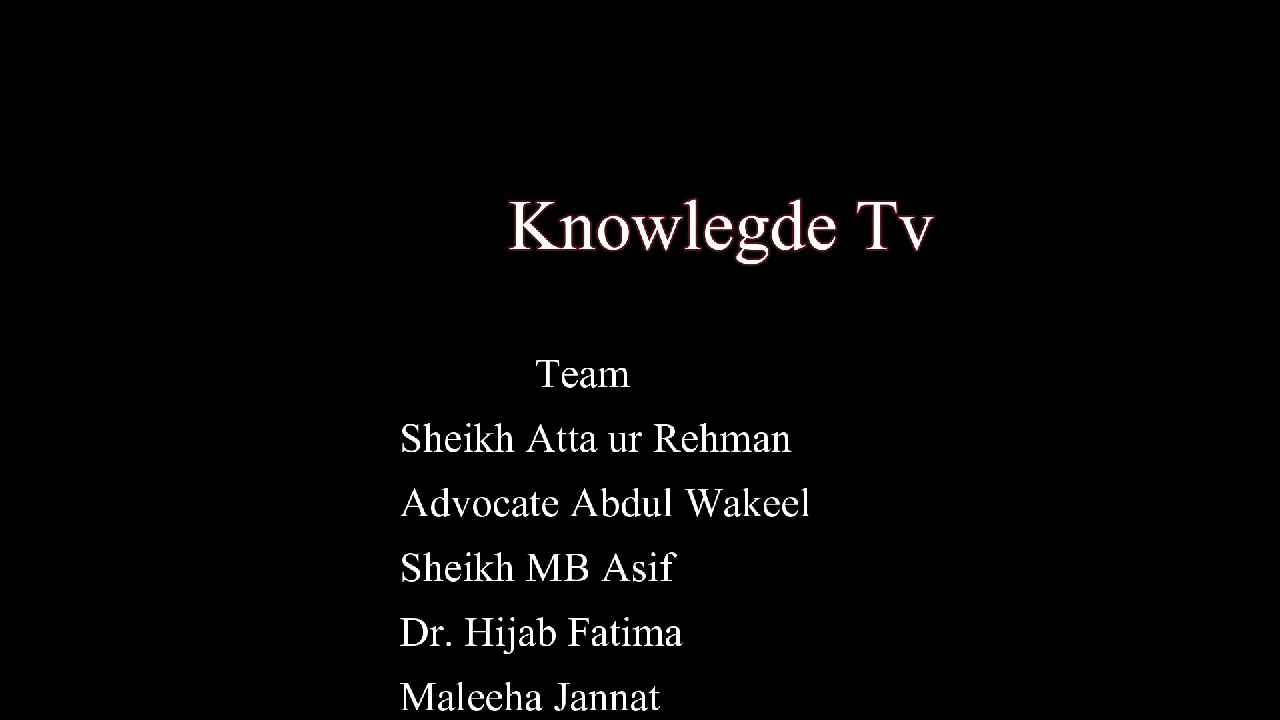 Knowlegde Tv
Team
Sheikh Atta ur Rehman
Advocate Abdul Wakeel
Sheikh MB Asif
Dr. Hijab Fatima
Maleeha Jannat